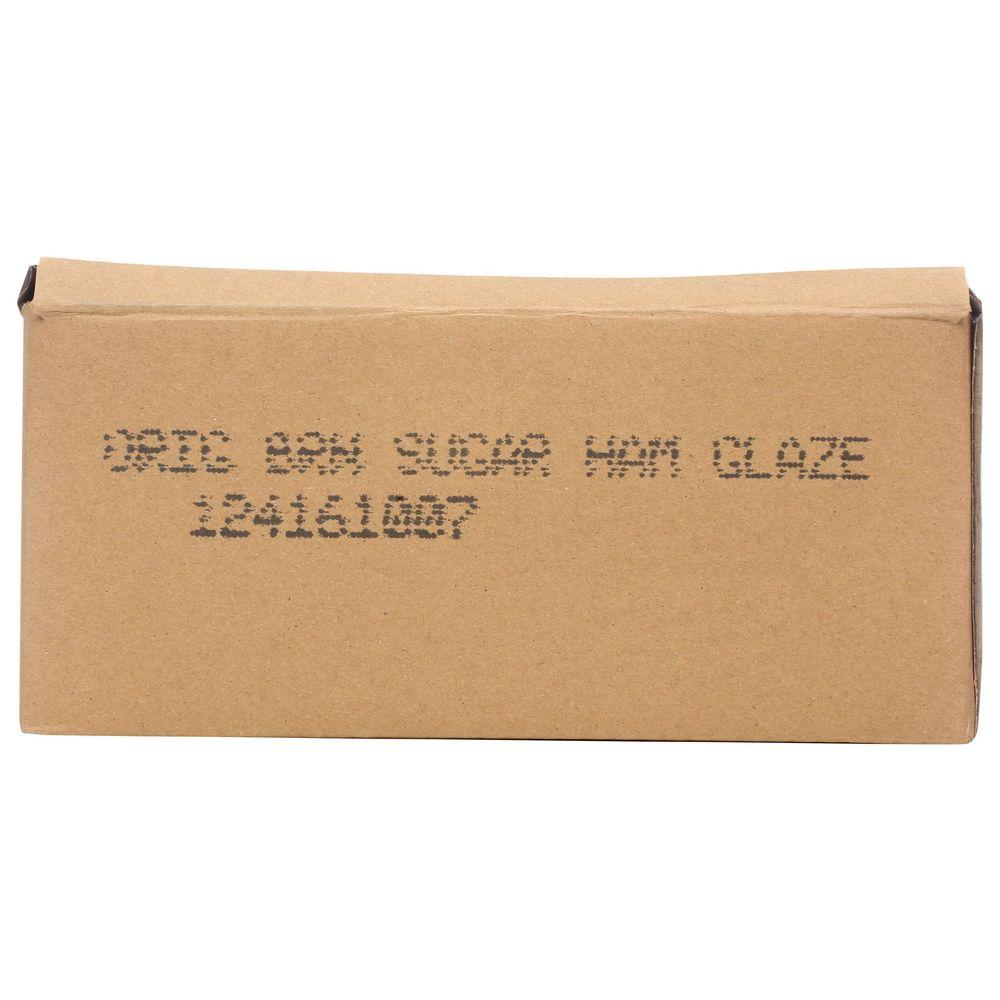 ORIG BRN SUGAR HAM GLAZE
124161007